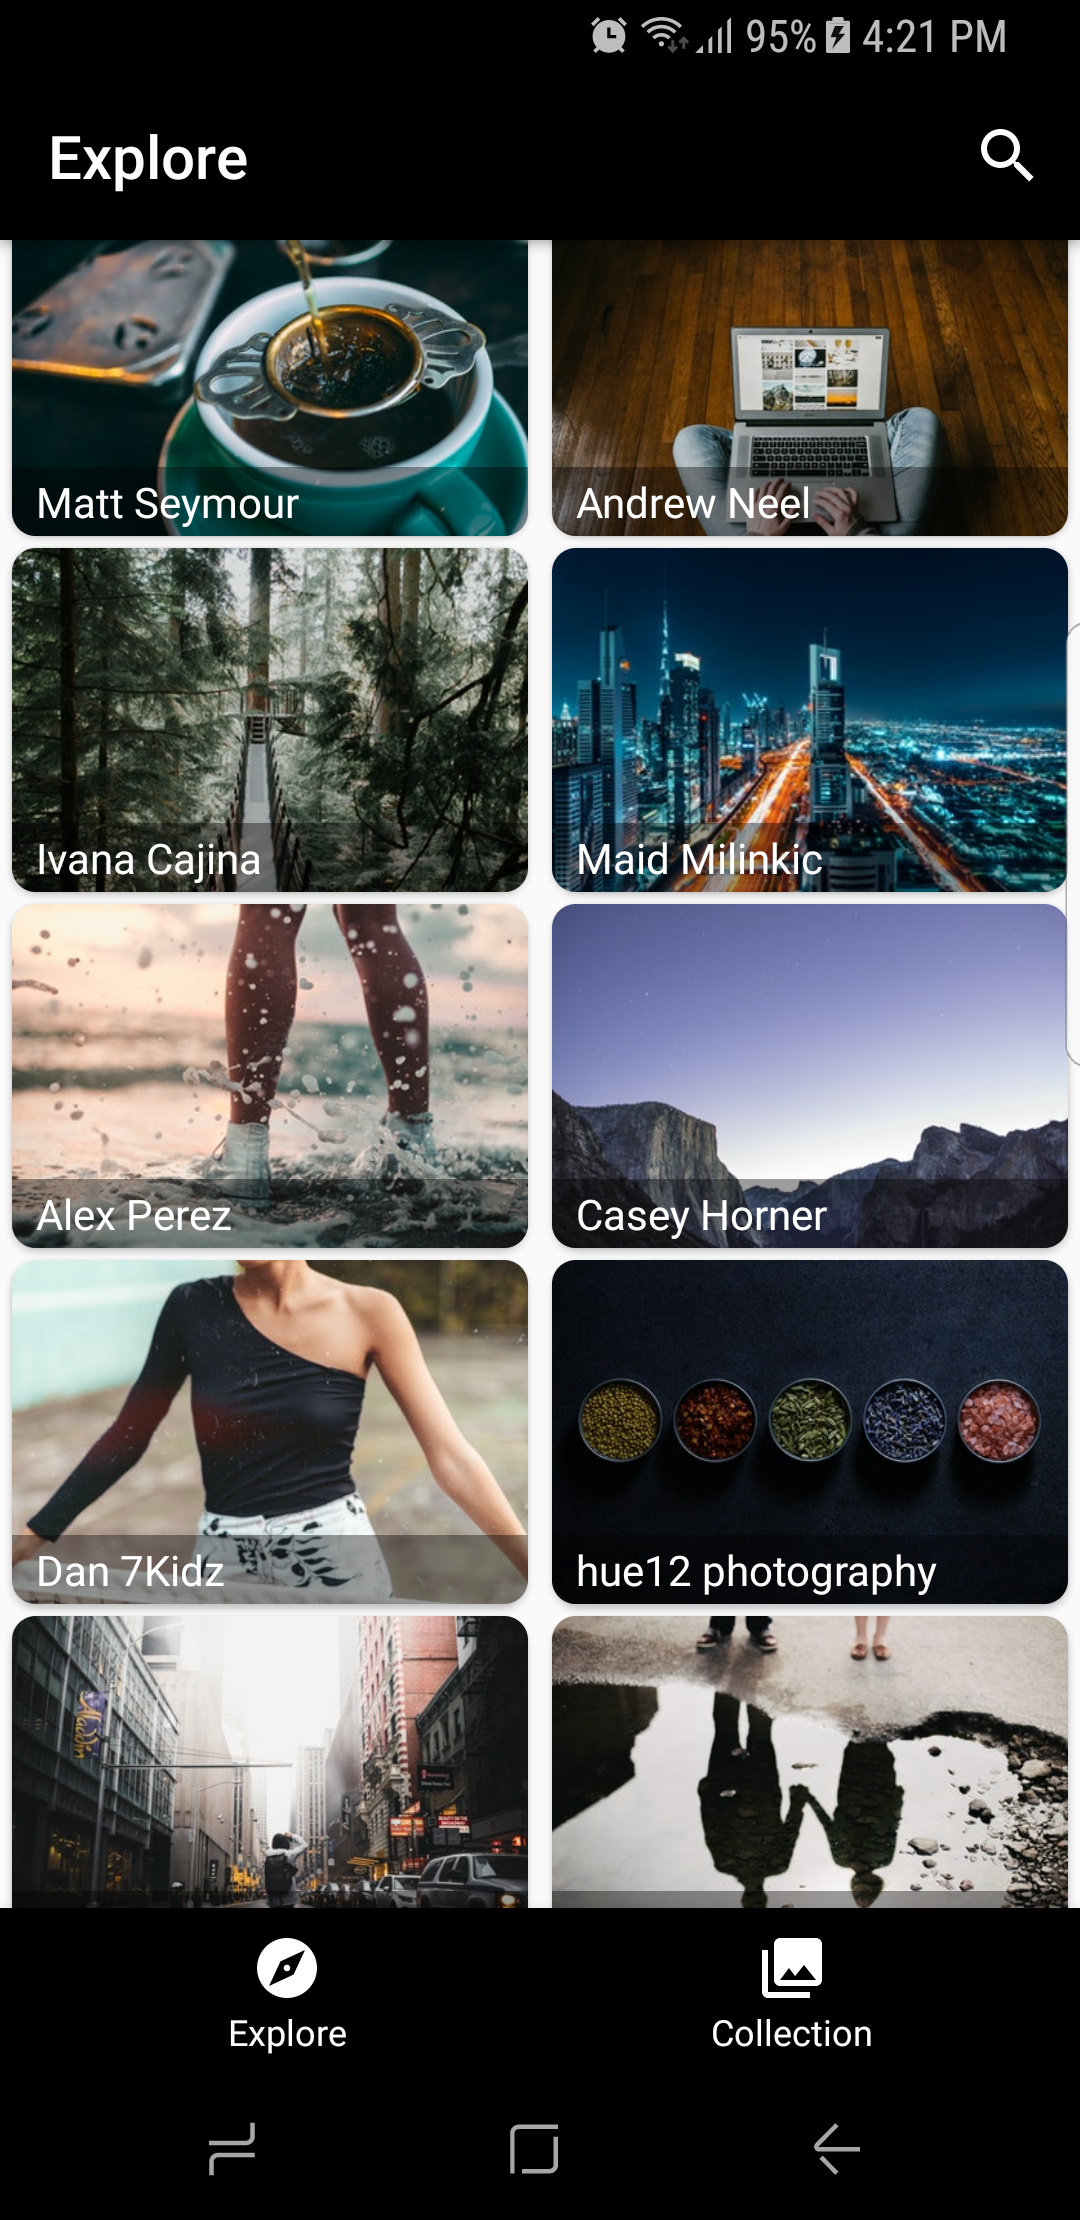 95% 4:21 PM
Explore
Matt Seymour
Andrew Neel
Ivana Cajina
Maid Milinkic
Alex Perez
Casey Horner
Dan 7Kidz
hue12 photography
Aladdin
Explore
Collection